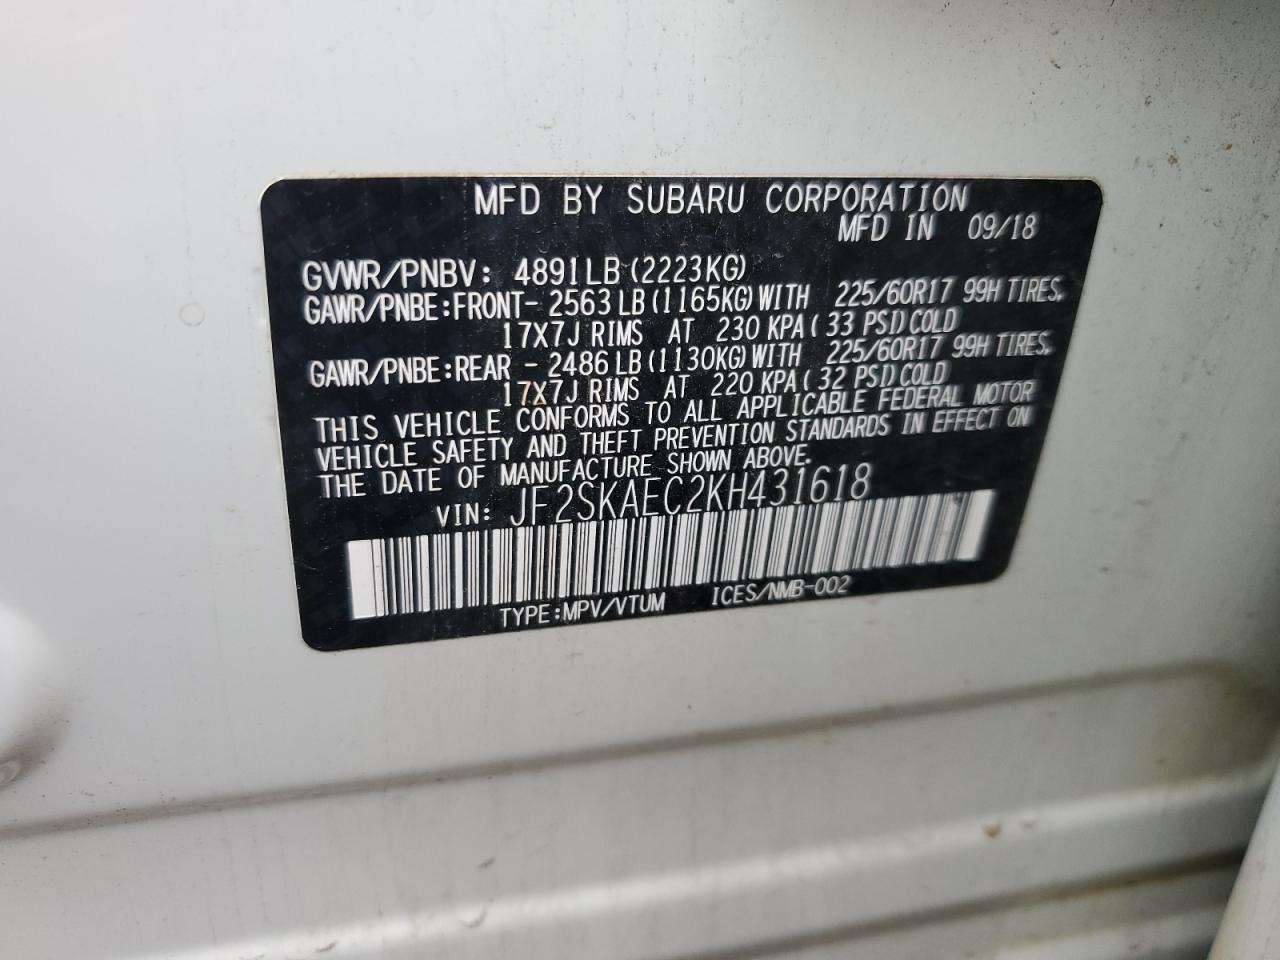 MFD BY SUBARU CORPORATION
MFD IN 09/18
GVWR/PNBV: 4891LB (2223KG)
GAWR/PNBE:FRONT- 2563 LB (1165KG) WITH 225/60R17 99H TIRES,
17X7J RIMS AT 230 KPA ( 33 PSI) COLD
GAWR/PNBE:REAR - 2486 LB (1130KG) WITH 225/60R17 99H TIRES,
17X7J RIMS AT 220 KPA ( 32 PSI) COLD
THIS VEHICLE CONFORMS TO ALL APPLICABLE FEDERAL MOTOR
VEHICLE SAFETY AND THEFT PREVENTION STANDARDS IN EFFECT ON
THE DATE OF MANUFACTURE SHOWN ABOVE.
VIN: JF2SKAEC2KH431618
TYPE:MPV/VTUM ICES/NMB-002